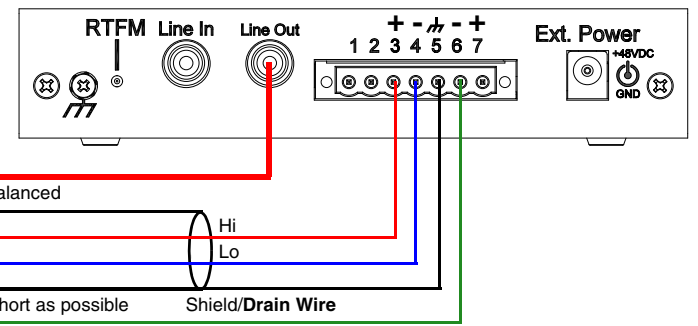 RTFM Line In Line Out + - - + Ext. Power
1 2 3 4 5 6 7
+48VDC
GND
alanced
Hi
Lo
hort as possible Shield/Drain Wire